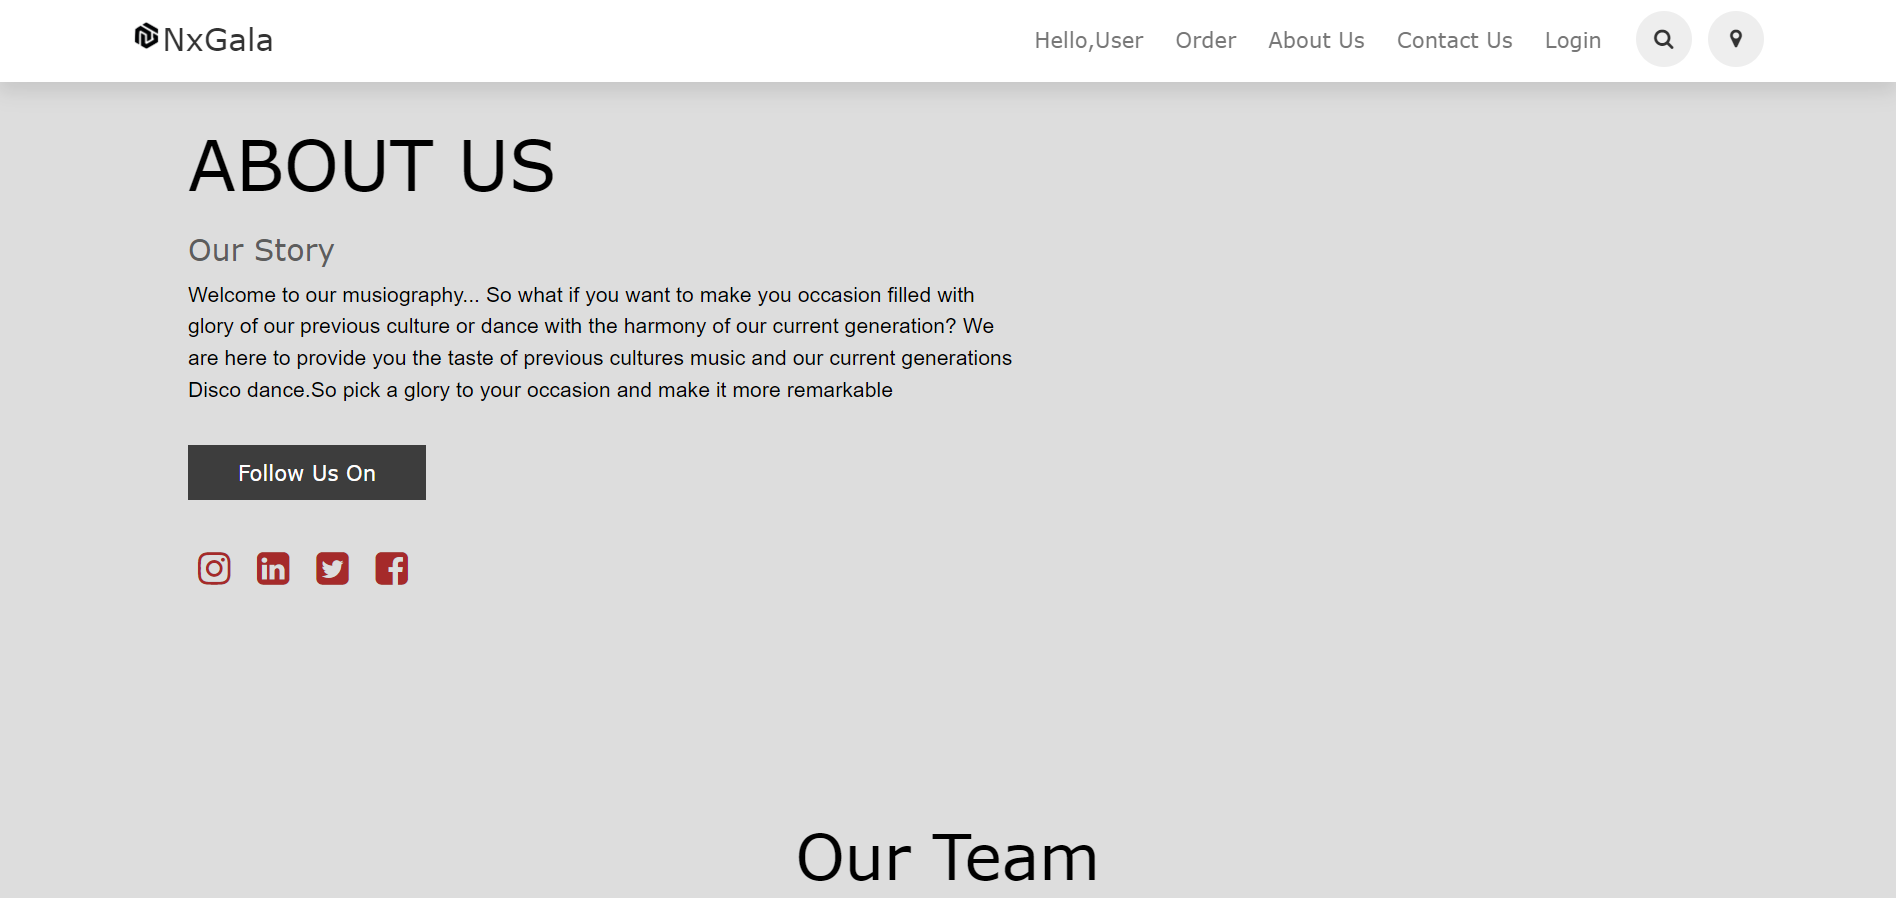 NxGala
Hello,User Order About Us Contact Us Login
ABOUT US
Our Story
Welcome to our musiography... So what if you want to make you occasion filled with
glory of our previous culture or dance with the harmony of our current generation? We
are here to provide you the taste of previous cultures music and our current generations
Disco dance.So pick a glory to your occasion and make it more remarkable
Follow Us On
Our Team